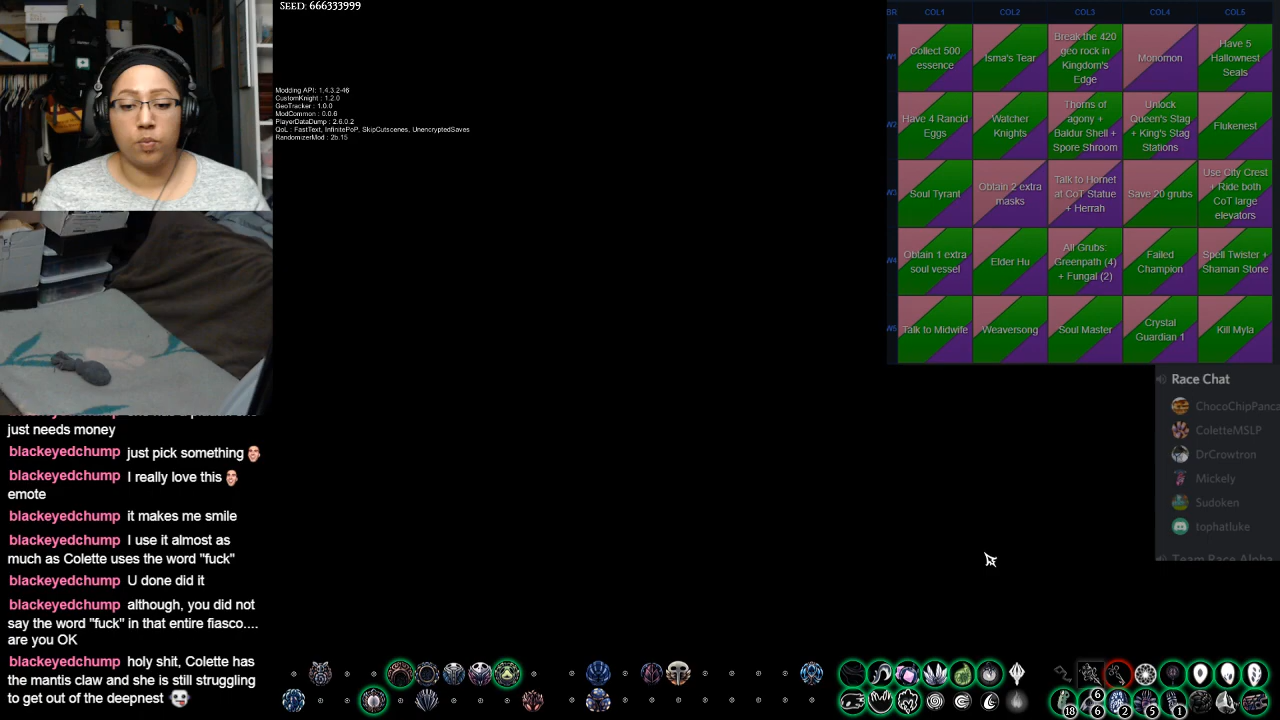 SEED: 666333999
Modding API: 1.4.3.2-46
CustomKnight : 1.2.0
GeoTracker : 1.0.0
ModCommon : 0.0.6
PlayerDataDump : 2.6.0.2
QoL : FastText, InfinitePoP, SkipCutscenes, UnencryptedSaves
RandomizerMod : 2b.15
COL1 COL2 COL3 COL4 COL5
Collect 500
essence
Isma's Tear
Break the 420
geo rock in
Kingdom's
Edge
Monomon
Have 5
Hallownest
Seals
Have 4 Rancid
Eggs
Watcher
Knights
Thorns of
agony +
Baldur Shell +
Spore Shroom
Unlock
Queen's Stag
+ King's Stag
Stations
Flukenest
Soul Tyrant
Obtain 2 extra
masks
Talk to Hornet
at CoT Statue
+ Herrah
Save 20 grubs
Use City Crest
+ Ride both
CoT large
elevators
Obtain 1 extra
soul vessel
Elder Hu
All Grubs:
Greenpath (4)
+ Fungal (2)
Failed
Champion
Spell Twister +
Shaman Stone
Talk to Midwife
Weaversong
Soul Master
Crystal
Guardian 1
Kill Myla
Race Chat
ChocoChipPanca
ColetteMSLP
DrCrowtron
Mickely
Sudoken
tophatluke
Team Race Alpha
just needs money
blackeyedchump just pick something
blackeyedchump I really love this
emote
blackeyedchump it makes me smile
blackeyedchump I use it almost as
much as Colette uses the word "fuck"
blackeyedchump U done did it
blackeyedchump although, you did not
say the word "fuck" in that entire fiasco....
are you OK
blackeyedchump holy shit, Colette has
the mantis claw and she is still struggling
to get out of the deepnest
18 6 2 5 1